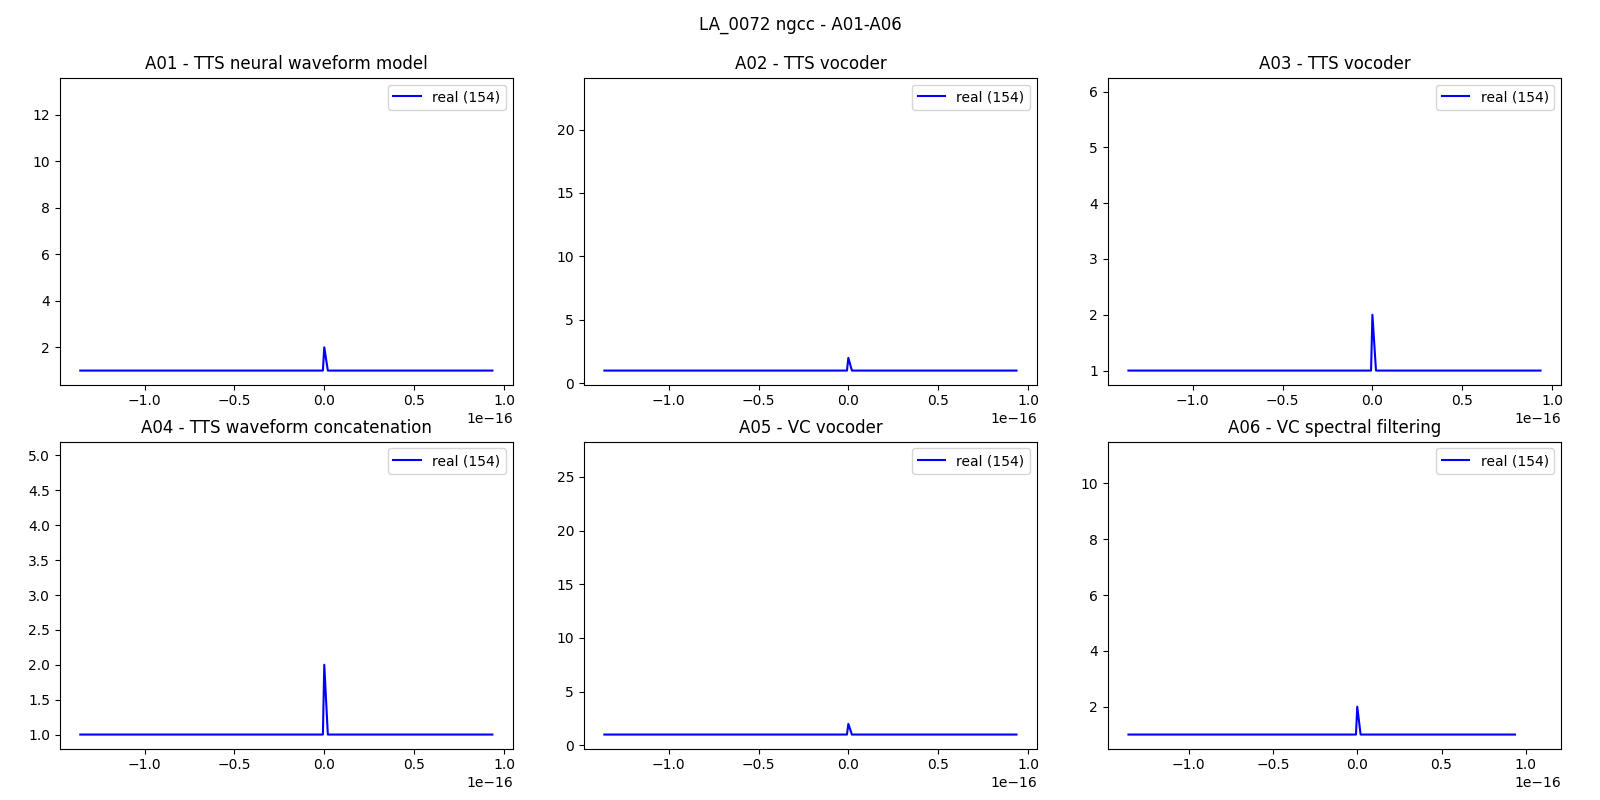 LA_0072 ngcc - A01-A06
A01 - TTS neural waveform model
real (154)
12
10
8
6
4
2
−1.0 −0.5 0.0 0.5 1.0
1e−16
A02 - TTS vocoder
real (154)
20
15
10
5
0
−1.0 −0.5 0.0 0.5 1.0
1e−16
A03 - TTS vocoder
real (154)
6
5
4
3
2
1
−1.0 −0.5 0.0 0.5 1.0
1e−16
A04 - TTS waveform concatenation
real (154)
5.0
4.5
4.0
3.5
3.0
2.5
2.0
1.5
1.0
−1.0 −0.5 0.0 0.5 1.0
1e−16
A05 - VC vocoder
real (154)
25
20
15
10
5
0
−1.0 −0.5 0.0 0.5 1.0
1e−16
A06 - VC spectral filtering
real (154)
10
8
6
4
2
−1.0 −0.5 0.0 0.5 1.0
1e−16